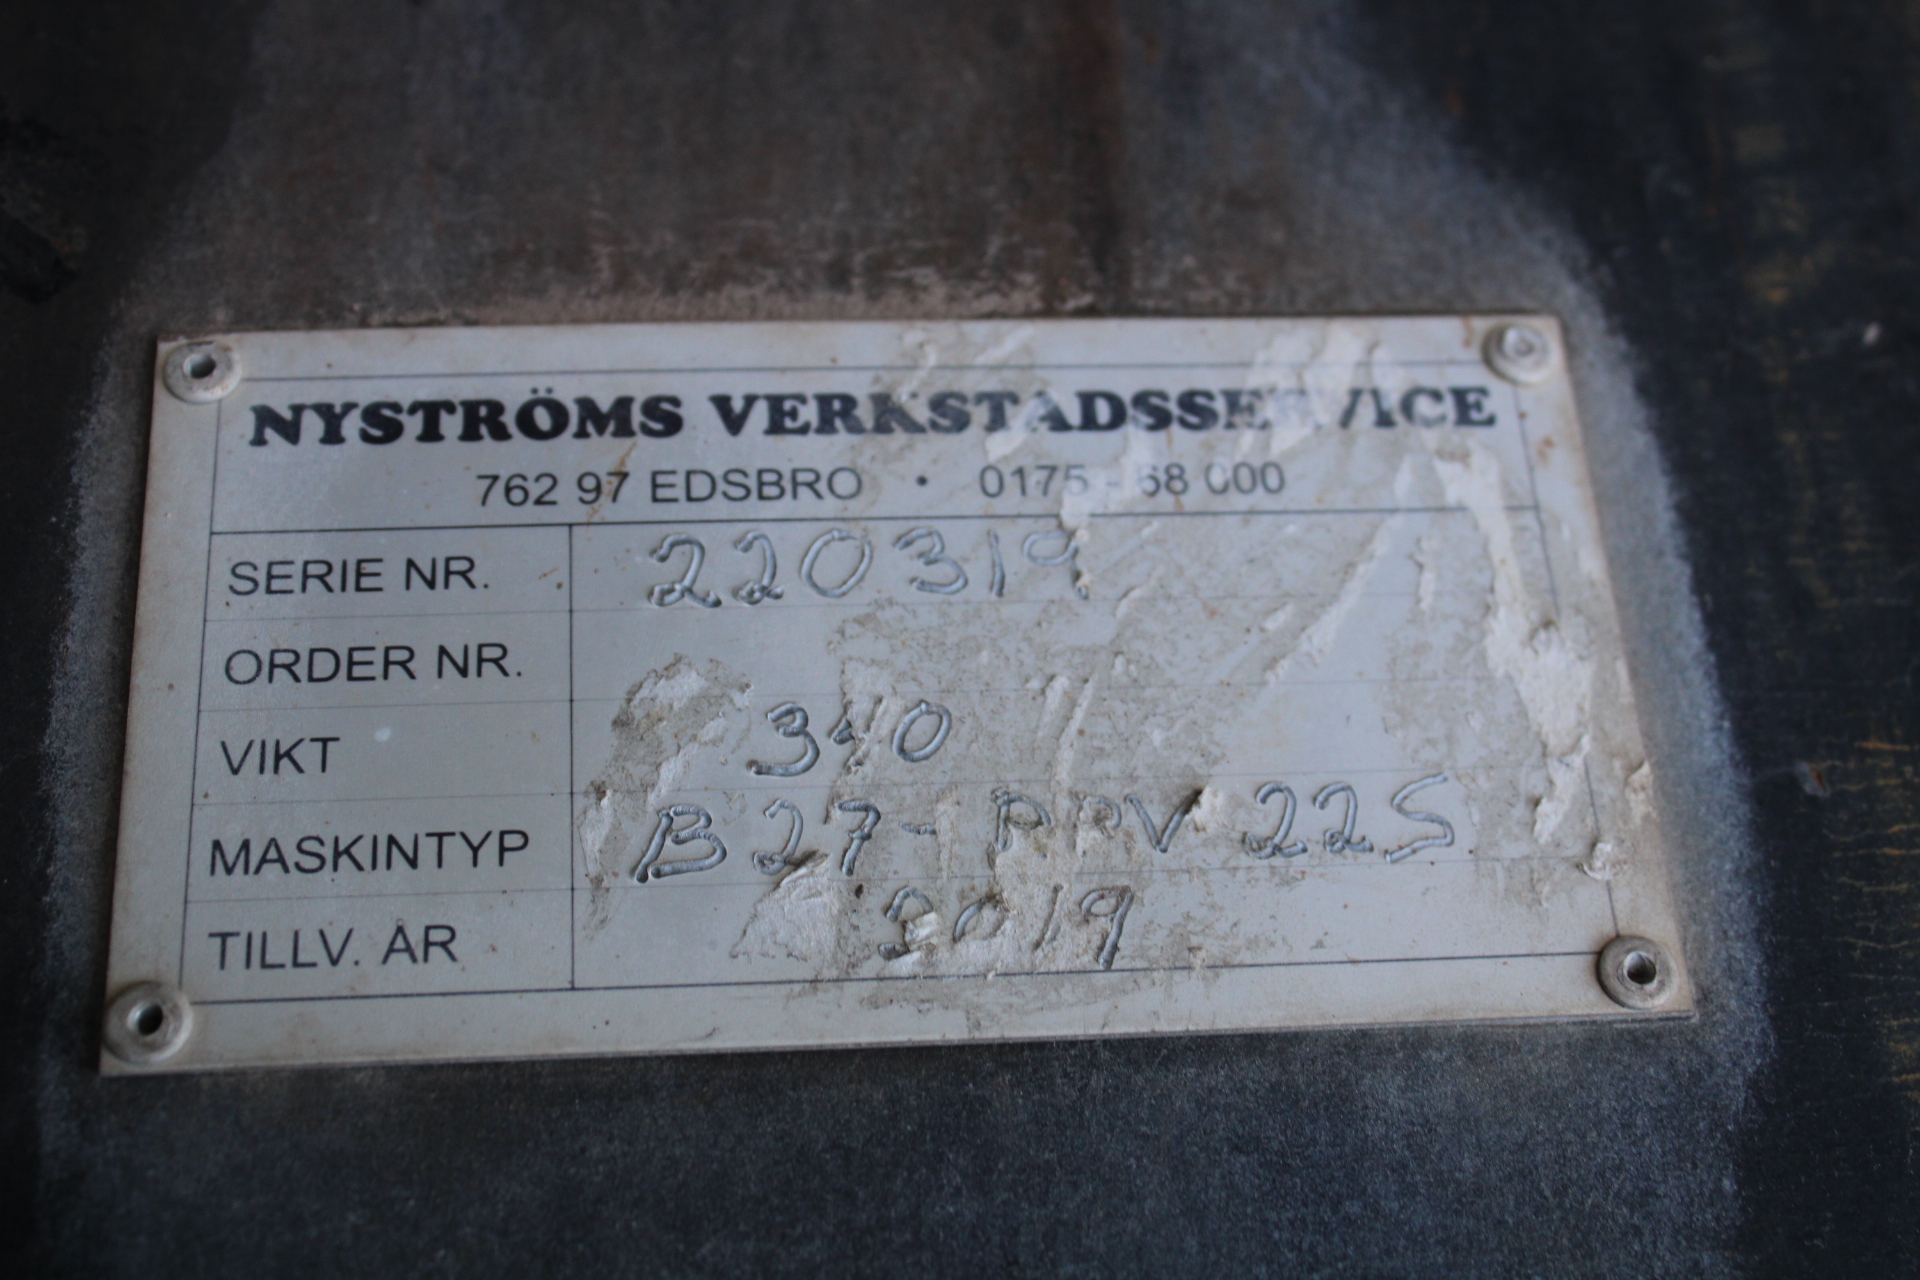 NYSTRÖMS VERKSTADSSERVICE
762 97 EDSBRO • 0175 - 68 000
SERIE NR. 220319
ORDER NR.
VIKT 340
MASKINTYP B27- PPV 22S
TILLV. ÅR 2019